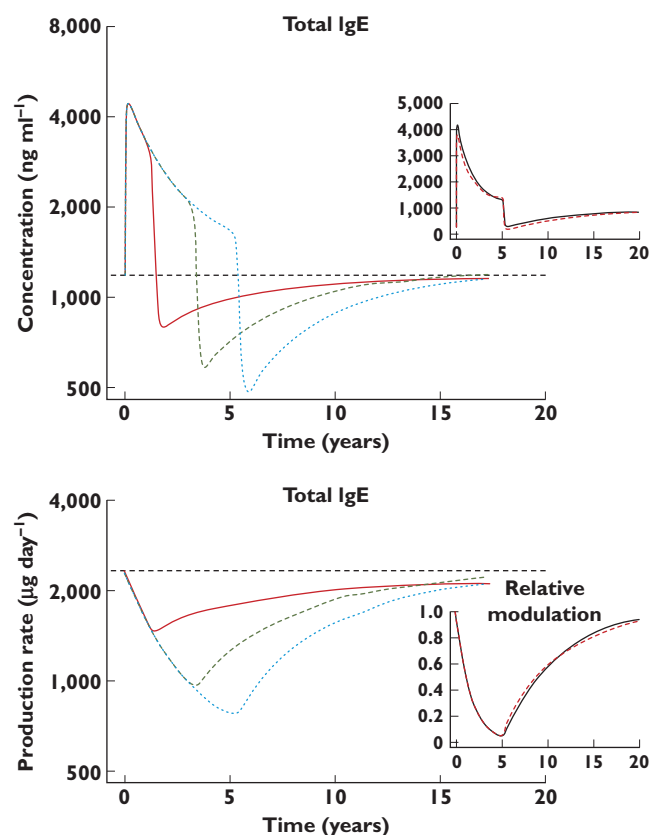 Total IgE
Concentration (ng ml⁻¹)
8,000
4,000
2,000
1,000
500
0 5 10 15 20
Time (years)
5,000
4,000
3,000
2,000
1,000
0
0 5 10 15 20
Total IgE
Production rate (µg day⁻¹)
4,000
2,000
1,000
500
0 5 10 15 20
Time (years)
Relative
modulation
1.0
0.8
0.6
0.4
0.2
0
0 5 10 15 20